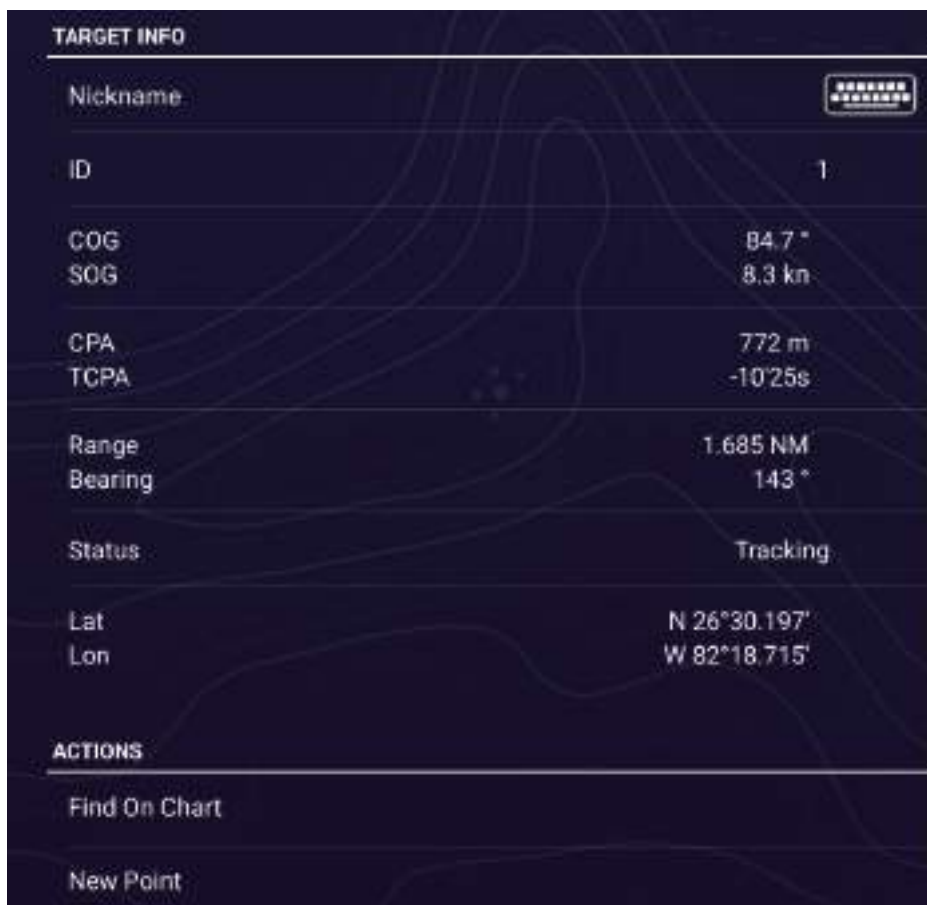 TARGET INFO
Nickname
ID 1
COG 84.7 °
SOG 8.3 kn
CPA 772 m
TCPA -10'25s
Range 1.685 NM
Bearing 143 °
Status Tracking
Lat N 26°30.197'
Lon W 82°18.715'
ACTIONS
Find On Chart
New Point